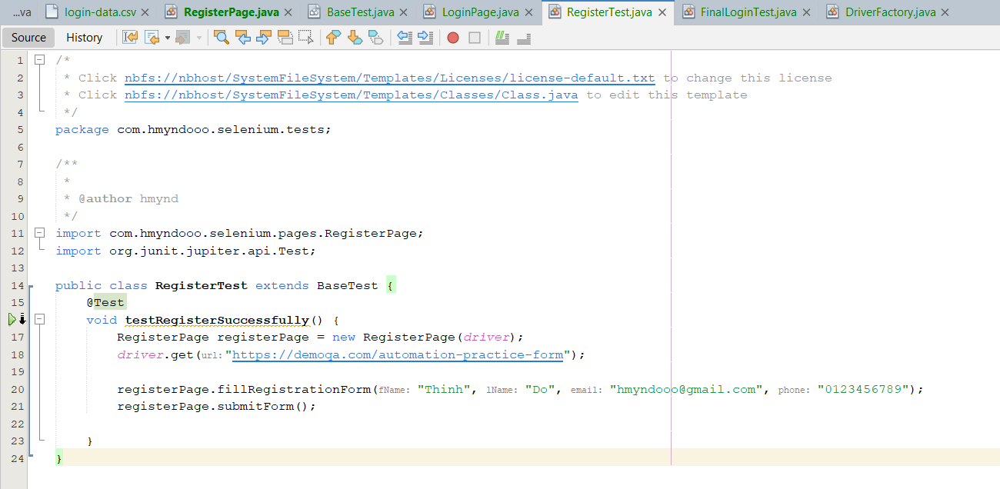 ...va login-data.csv RegisterPage.java BaseTest.java LoginPage.java RegisterTest.java FinalLoginTest.java DriverFactory.java
Source History
1 /*
2 * Click nbfs://nbhost/SystemFileSystem/Templates/Licenses/license-default.txt to change this license
3 * Click nbfs://nbhost/SystemFileSystem/Templates/Classes/Class.java to edit this template
4 */
5 package com.hmyndooo.selenium.tests;
6
7 /**
8 *
9 * @author hmynd
10 */
11 import com.hmyndooo.selenium.pages.RegisterPage;
12 import org.junit.jupiter.api.Test;
13
14 public class RegisterTest extends BaseTest {
15 @Test
void testRegisterSuccessfully() {
17 RegisterPage registerPage = new RegisterPage(driver);
18 driver.get(url: "https://demoqa.com/automation-practice-form");
19
20 registerPage.fillRegistrationForm(fName: "Thinh", lName: "Do", email: "hmyndooo@gmail.com", phone: "0123456789");
21 registerPage.submitForm();
22
23 }
24 }